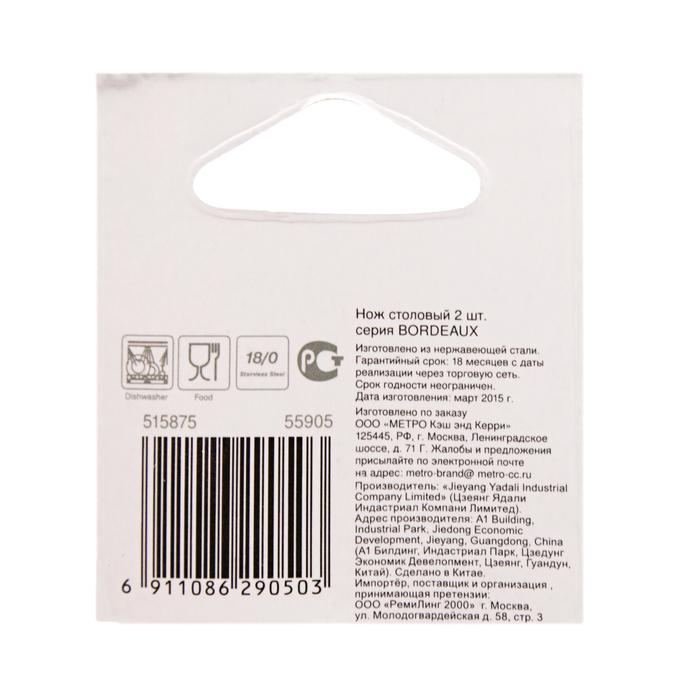 Нож столовый 2 шт.
серия BORDEAUX
Изготовлено из нержавеющей стали.
Гарантийный срок: 18 месяцев с даты
реализации через торговую сеть.
Срок годности неограничен.
Дата изготовления: март 2015 г.
Изготовлено по заказу
ООО «МЕТРО Кэш энд Керри»
125445, РФ, г. Москва, Ленинградское
шоссе, д. 71 Г. Жалобы и предложения
присылайте по электронной почте
на адрес: metro-brand@ metro-cc.ru
Производитель: «Jieyang Yadali Industrial
Company Limited» (Цзеянг Ядали
Индастриал Компани Лимитед).
Адрес производителя: A1 Building,
Industrial Park, Jiedong Economic
Development, Jieyang, Guangdong, China
(А1 Билдинг, Индастриал Парк, Цзедунг
Экономик Девелопмент, Цзеянг, Гуандун,
Китай). Сделано в Китае.
Импортёр, поставщик и организация ,
принимающая претензии:
ООО «РемиЛинг 2000» г. Москва,
ул. Молодогвардейская д. 58, стр. 3
18/0
Stainless Steel
РСТ
Dishwasher
Food
515875 55905
6 911086 290503